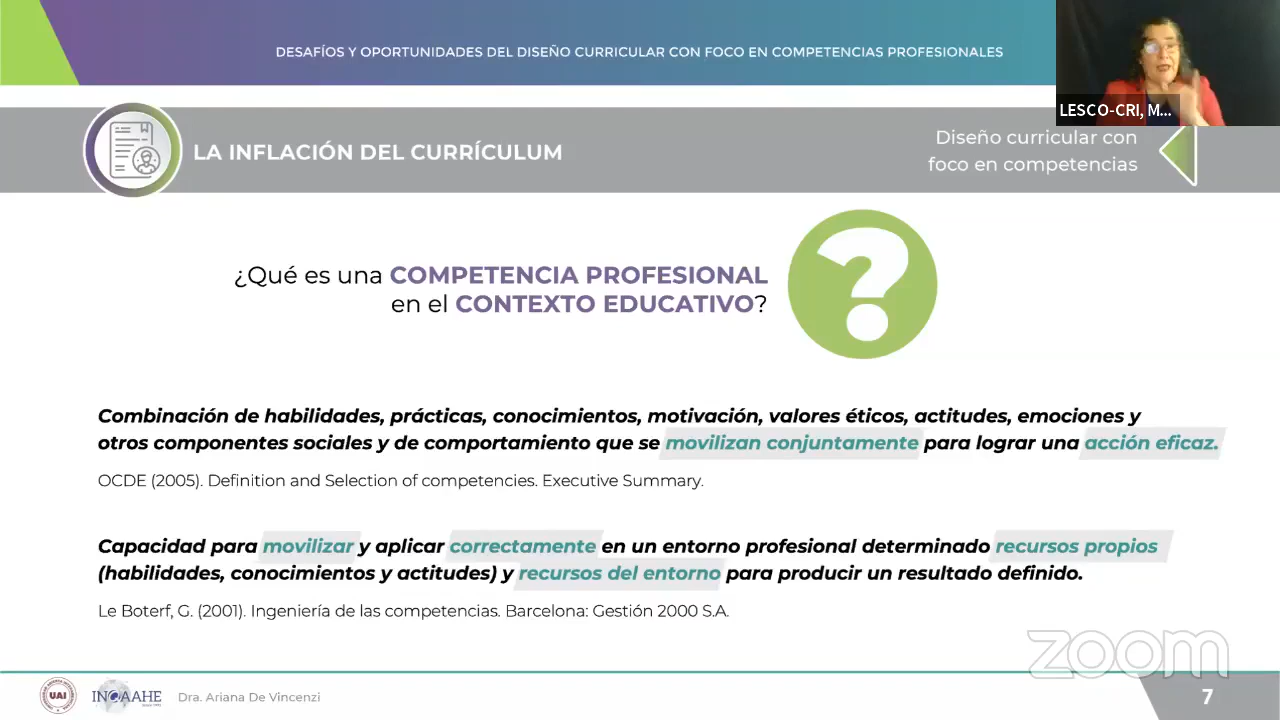 DESAFÍOS Y OPORTUNIDADES DEL DISEÑO CURRICULAR CON FOCO EN COMPETENCIAS PROFESIONALES
LESCO-CRI, M...
LA INFLACIÓN DEL CURRÍCULUM
Diseño curricular con
foco en competencias
¿Qué es una COMPETENCIA PROFESIONAL
en el CONTEXTO EDUCATIVO?
?
Combinación de habilidades, prácticas, conocimientos, motivación, valores éticos, actitudes, emociones y
otros componentes sociales y de comportamiento que se movilizan conjuntamente para lograr una acción eficaz.
OCDE (2005). Definition and Selection of competencies. Executive Summary.
Capacidad para movilizar y aplicar correctamente en un entorno profesional determinado recursos propios
(habilidades, conocimientos y actitudes) y recursos del entorno para producir un resultado definido.
Le Boterf, G. (2001). Ingeniería de las competencias. Barcelona: Gestión 2000 S.A.
zoom
UAI
INQAAHE
Dra. Ariana De Vincenzi
7